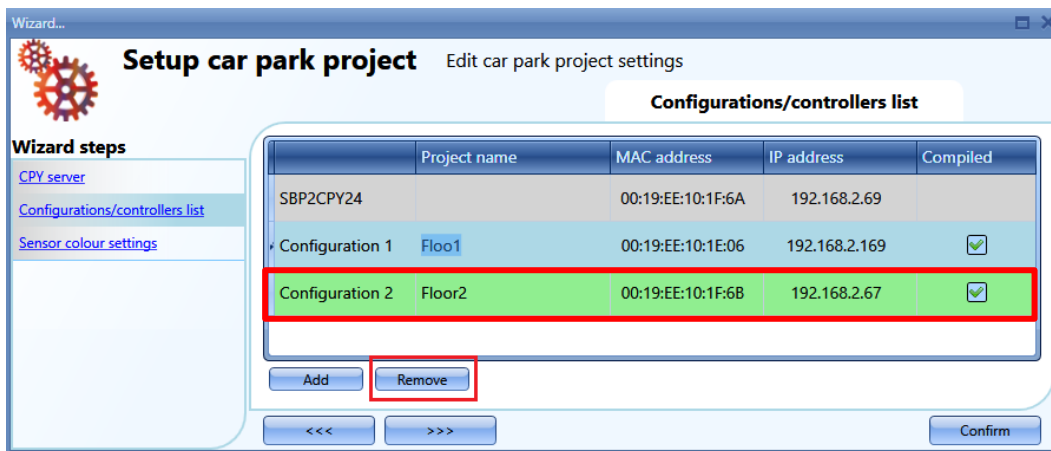 Wizard...
Setup car park project Edit car park project settings
Configurations/controllers list
Wizard steps
CPY server
Configurations/controllers list
Sensor colour settings
Project name MAC address IP address Compiled
SBP2CPY24 00:19:EE:10:1F:6A 192.168.2.69
Configuration 1 Floo1 00:19:EE:10:1E:06 192.168.2.169
Configuration 2 Floor2 00:19:EE:10:1F:6B 192.168.2.67
Add Remove
<<< >>> Confirm